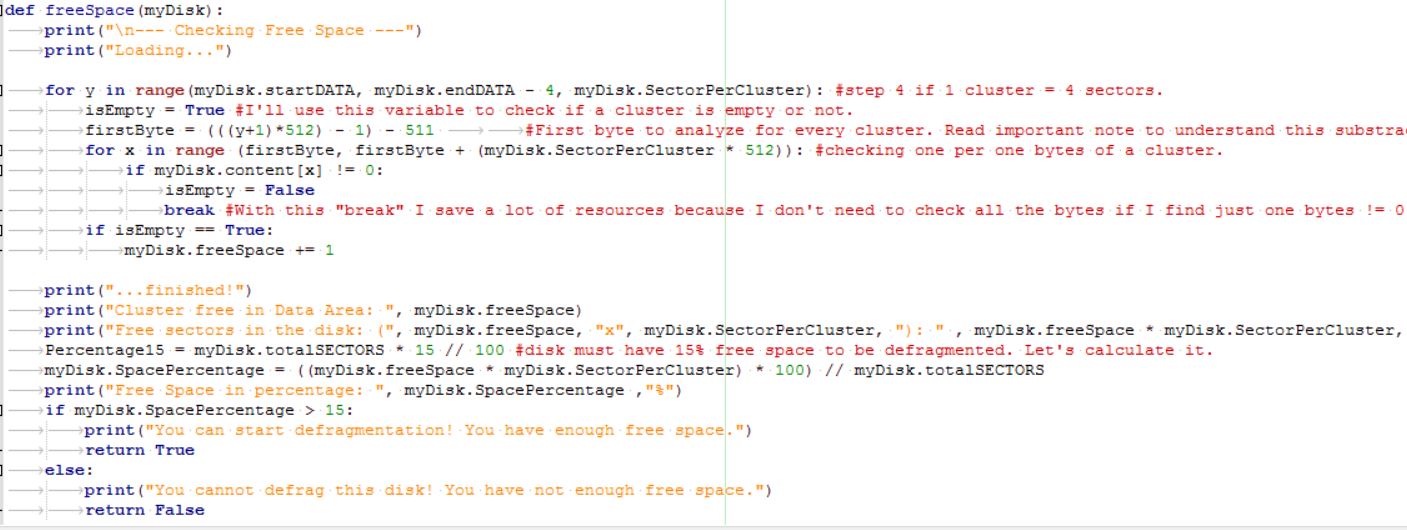 def freeSpace(myDisk):
print("\n--- Checking Free Space ---")
print("Loading...")
for y in range(myDisk.startDATA, myDisk.endDATA - 4, myDisk.SectorPerCluster): #step 4 if 1 cluster = 4 sectors.
isEmpty = True #I'll use this variable to check if a cluster is empty or not.
firstByte = (((y+1)*512) - 1) - 511 #First byte to analyze for every cluster. Read important note to understand this substrac
for x in range (firstByte, firstByte + (myDisk.SectorPerCluster * 512)): #checking one per one bytes of a cluster.
if myDisk.content[x] != 0:
isEmpty = False
break #With this "break" I save a lot of resources because I don't need to check all the bytes if I find just one bytes != 0
if isEmpty == True:
myDisk.freeSpace += 1
print("...finished!")
print("Cluster free in Data Area: ", myDisk.freeSpace)
print("Free sectors in the disk: (", myDisk.freeSpace, "x", myDisk.SectorPerCluster, "): " , myDisk.freeSpace * myDisk.SectorPerCluster,
Percentage15 = myDisk.totalSECTORS * 15 // 100 #disk must have 15% free space to be defragmented. Let's calculate it.
myDisk.SpacePercentage = ((myDisk.freeSpace * myDisk.SectorPerCluster) * 100) // myDisk.totalSECTORS
print("Free Space in percentage: ", myDisk.SpacePercentage ,"%")
if myDisk.SpacePercentage > 15:
print("You can start defragmentation! You have enough free space.")
return True
else:
print("You cannot defrag this disk! You have not enough free space.")
return False